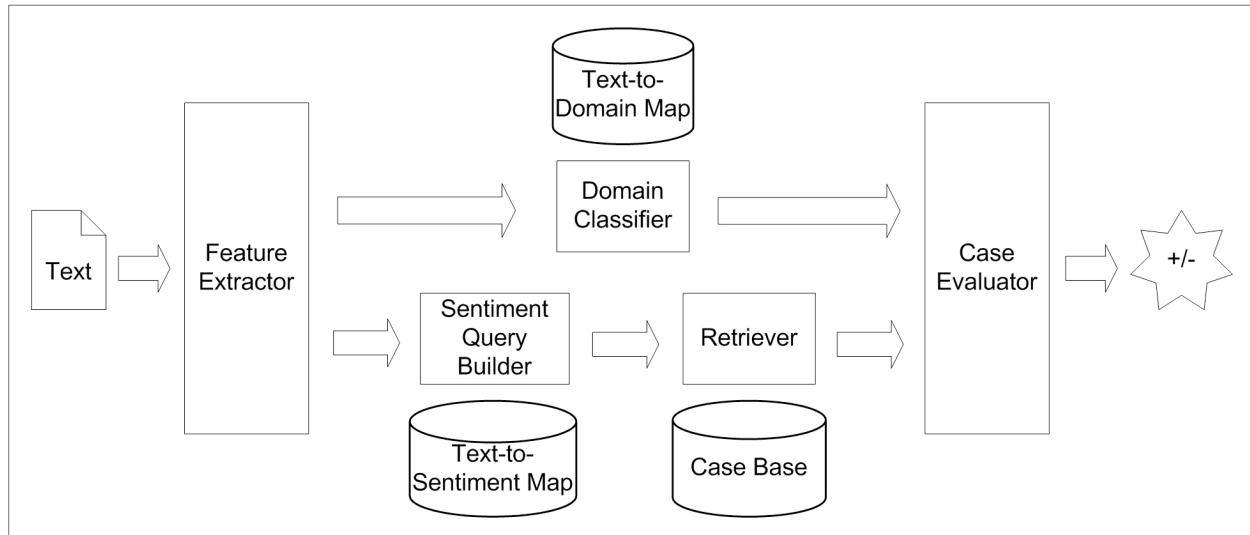 Text-to-
Domain Map
Domain
Classifier
Text
Feature
Extractor
Case
Evaluator
+/-
Sentiment
Query
Builder
Retriever
Text-to-
Sentiment Map
Case Base